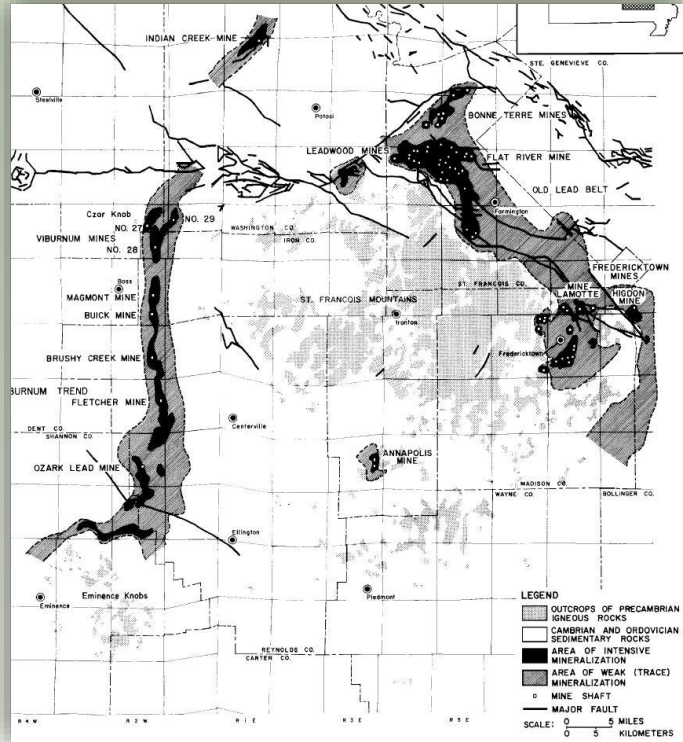 INDIAN CREEK MINE
STE. GENEVIEVE CO.
Steelville
Potosi
BONNE TERRE MINES
LEADWOOD MINES
FLAT RIVER MINE
OLD LEAD BELT
Czar Knob
NO. 29
NO. 27
Farmington
VIBURNUM MINES
WASHINGTON CO.
IRON CO.
NO. 28
FREDERICKTOWN
MINES
Boss
ST. FRANCOIS CO.
MINE
LAMOTTE
HIGDON
MINE
MAGMONT MINE
ST. FRANCOIS MOUNTAINS
BUICK MINE
Ironton
Fredericktown
BRUSHY CREEK MINE
BURNUM TREND
FLETCHER MINE
Centerville
DENT CO.
SHANNON CO.
ANNAPOLIS
MINE
OZARK LEAD MINE
MADISON CO.
WAYNE CO.
BOLLINGER CO.
Ellington
Eminence Knobs
Piedmont
Eminence
LEGEND
OUTCROPS OF PRECAMBRIAN
IGNEOUS ROCKS
CAMBRIAN AND ORDOVICIAN
SEDIMENTARY ROCKS
AREA OF INTENSIVE
MINERALIZATION
AREA OF WEAK (TRACE)
MINERALIZATION
MINE SHAFT
MAJOR FAULT
REYNOLDS CO.
CARTER CO.
SCALE: 0 5 MILES
0 5 KILOMETERS
R 4 W R 2 W R 1 E R 3 E R 5 E